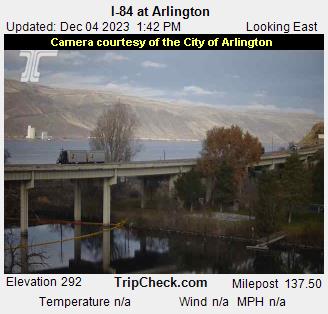 I-84 at Arlington
Updated: Dec 04 2023 1:42 PM Looking East
Camera courtesy of the City of Arlington
Elevation 292 TripCheck.com Milepost 137.50
Temperature n/a Wind n/a MPH n/a